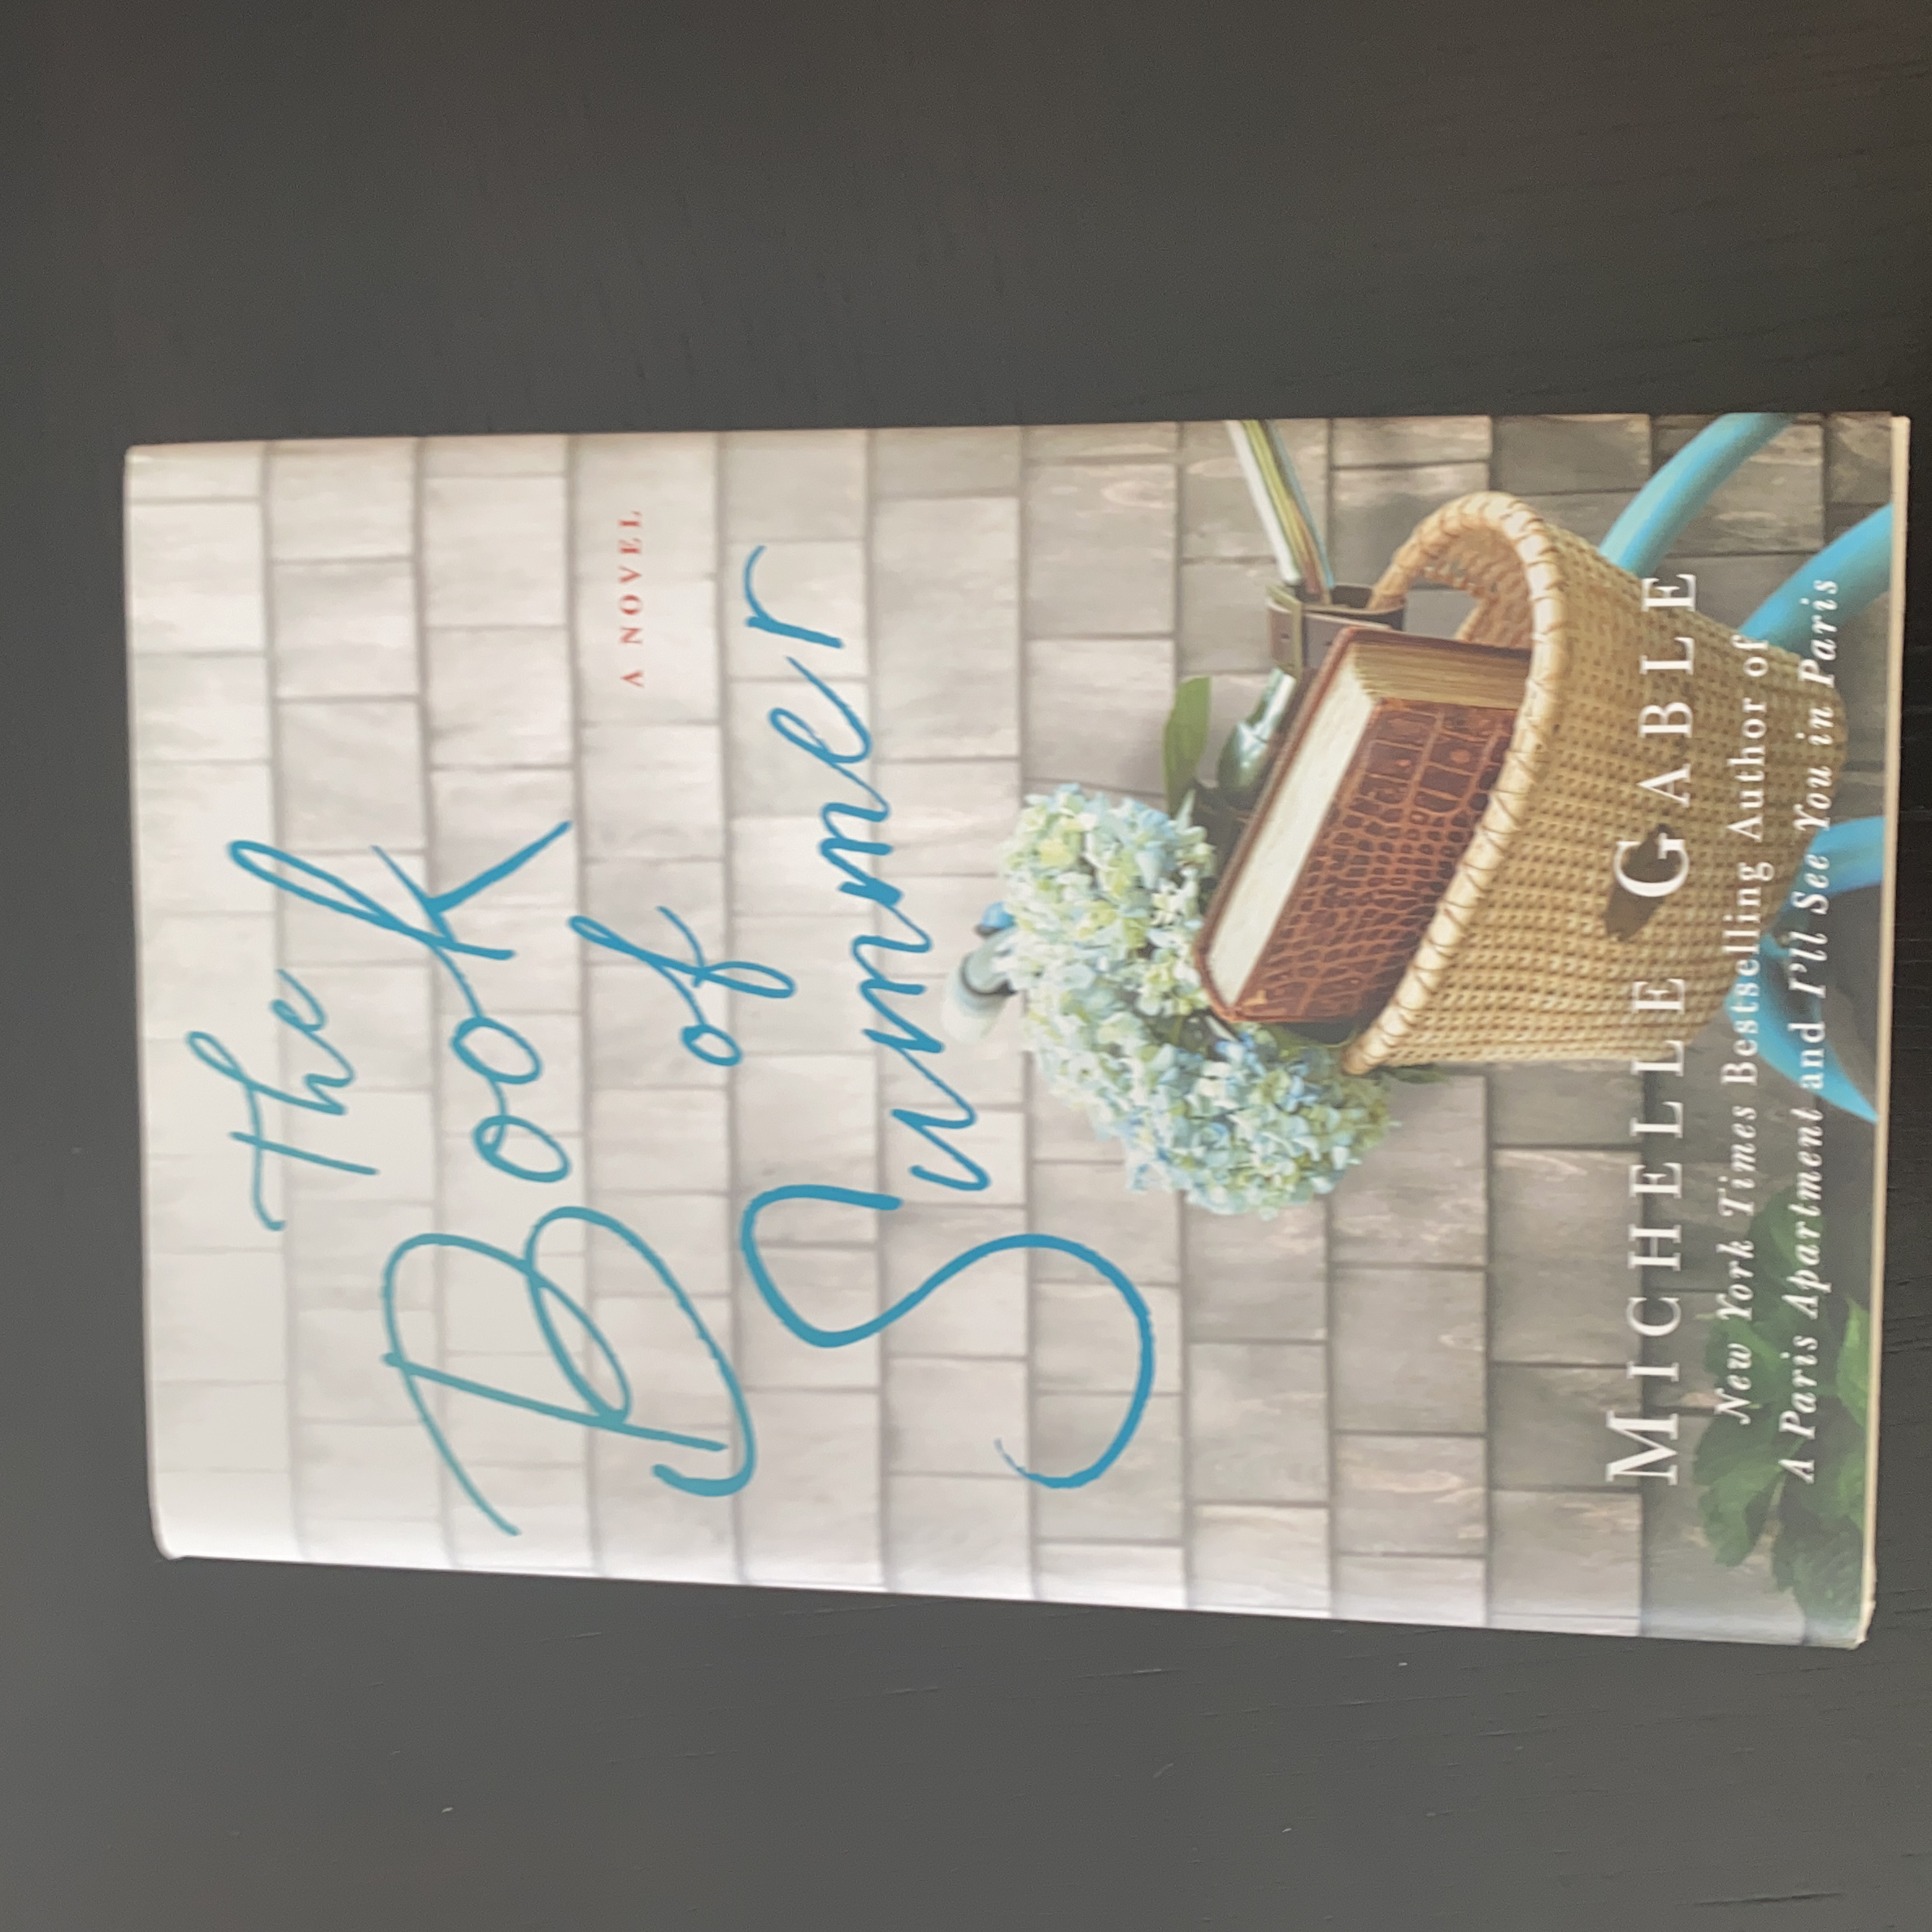 the
Book
of
A NOVEL
Summer
MICHELLE GABLE
New York Times Bestselling Author of
A Paris Apartment and I'll See You in Paris